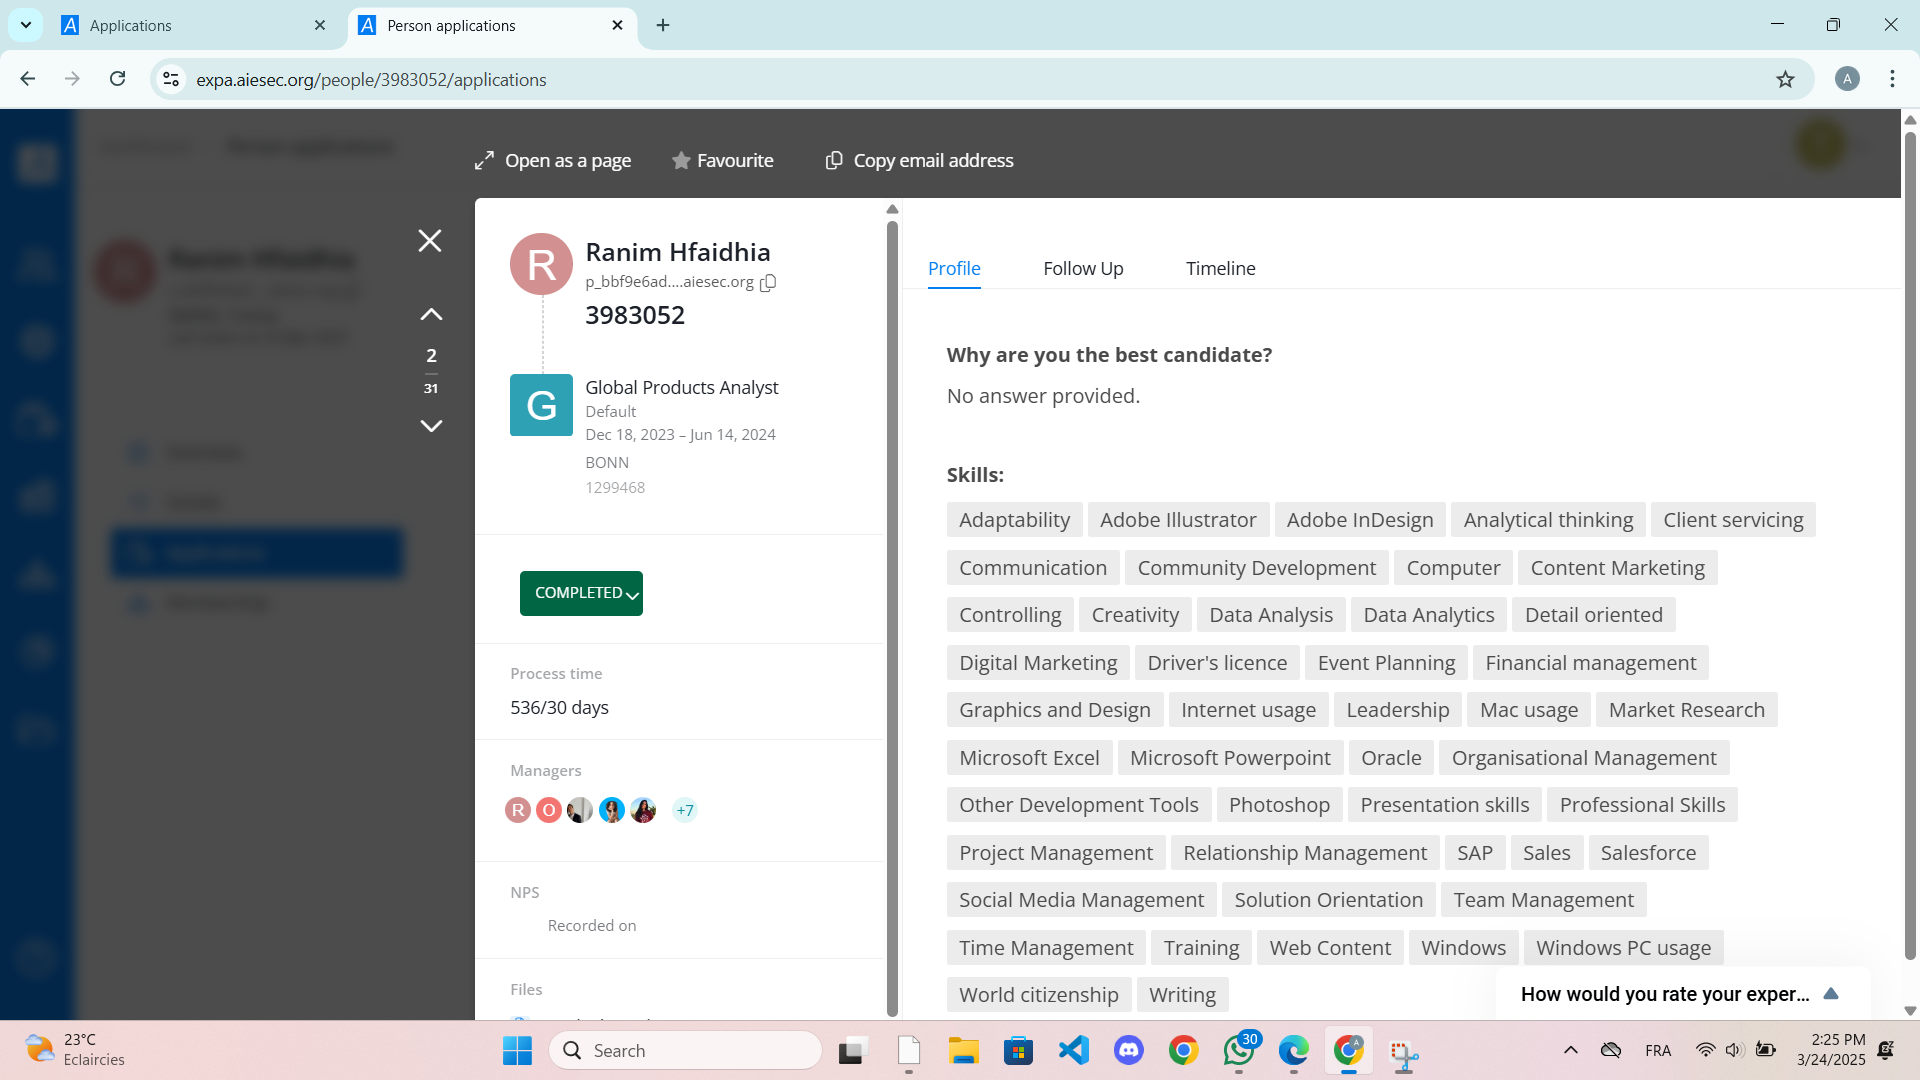 Applications
Person applications
expa.aiesec.org/people/3983052/applications
A
Open as a page
Favourite
Copy email address
2
31
R
Ranim Hfaidhia
p_bbf9e6ad....aiesec.org
3983052
G
Global Products Analyst
Default
Dec 18, 2023 – Jun 14, 2024
BONN
1299468
COMPLETED
Process time
536/30 days
Managers
R O +7
NPS
Recorded on
Files
Profile Follow Up Timeline
Why are you the best candidate?
No answer provided.
Skills:
Adaptability Adobe Illustrator Adobe InDesign Analytical thinking Client servicing
Communication Community Development Computer Content Marketing
Controlling Creativity Data Analysis Data Analytics Detail oriented
Digital Marketing Driver's licence Event Planning Financial management
Graphics and Design Internet usage Leadership Mac usage Market Research
Microsoft Excel Microsoft Powerpoint Oracle Organisational Management
Other Development Tools Photoshop Presentation skills Professional Skills
Project Management Relationship Management SAP Sales Salesforce
Social Media Management Solution Orientation Team Management
Time Management Training Web Content Windows Windows PC usage
World citizenship Writing
How would you rate your exper...
23°C
Eclaircies
Search
30
FRA
2:25 PM
3/24/2025